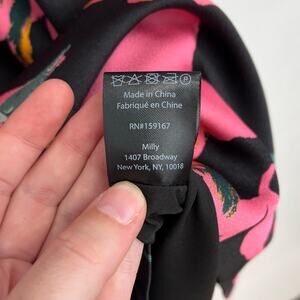 Made in China
Fabriqué en Chine
RN#159167
Milly
1407 Broadway
New York, NY, 10018